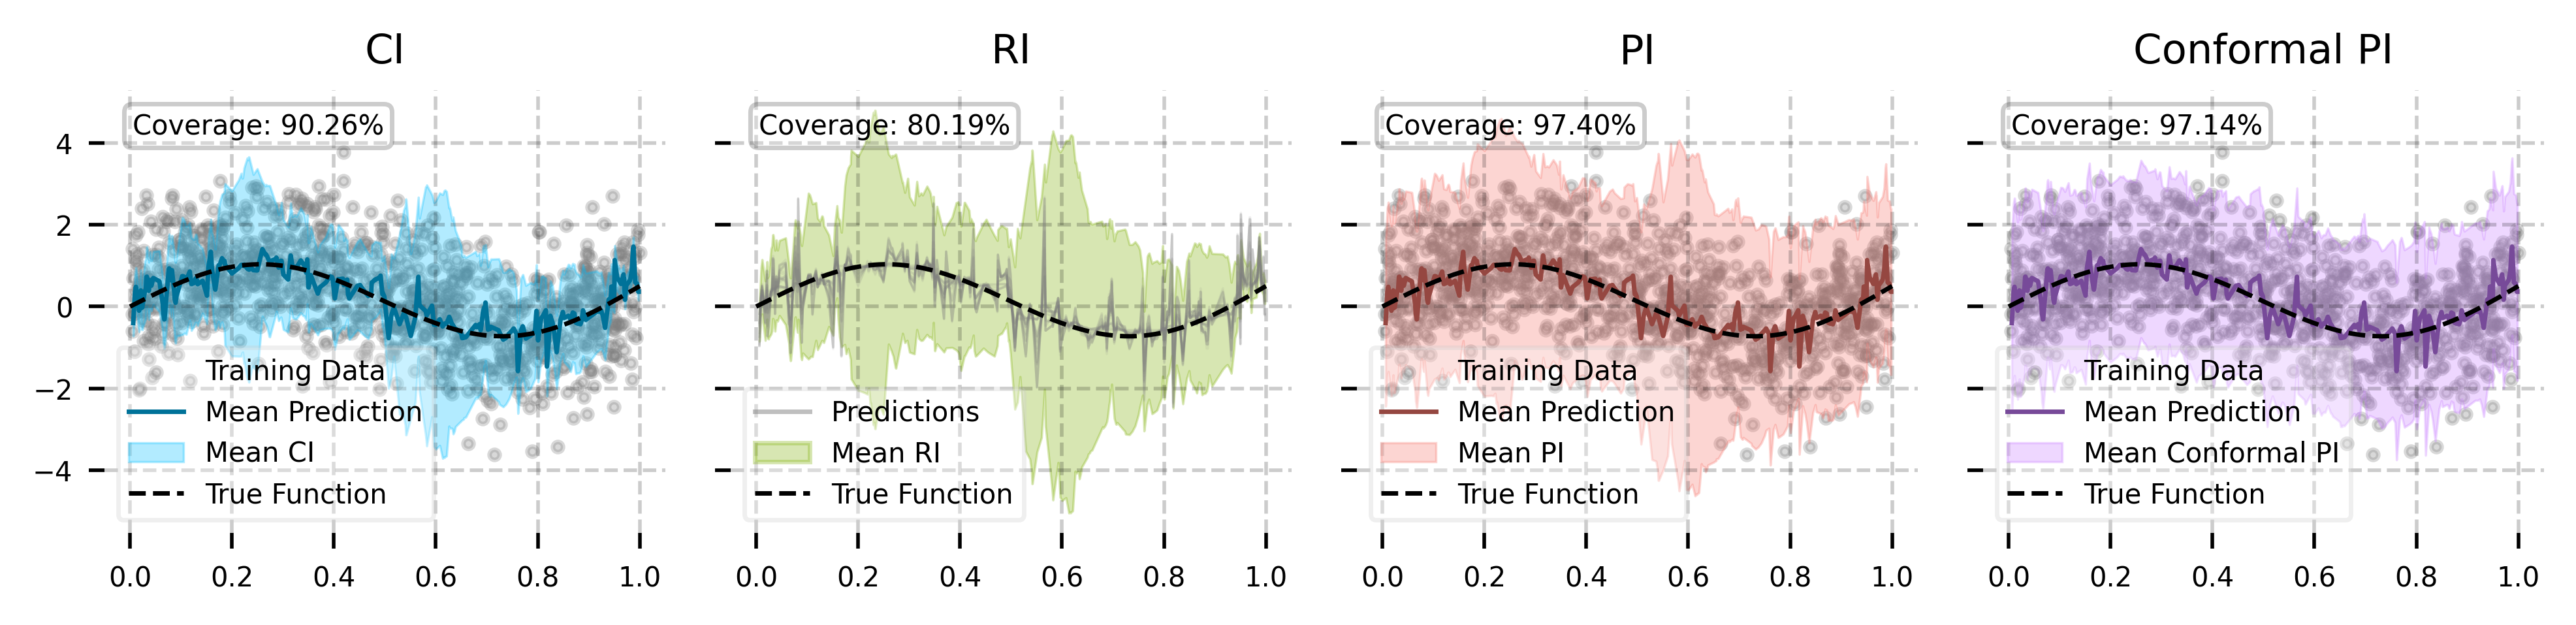 CI
Coverage: 90.26%
4
2
0
−2
−4
Training Data
Mean Prediction
Mean CI
True Function
0.0 0.2 0.4 0.6 0.8 1.0
RI
Coverage: 80.19%
Predictions
Mean RI
True Function
0.0 0.2 0.4 0.6 0.8 1.0
PI
Coverage: 97.40%
Training Data
Mean Prediction
Mean PI
True Function
0.0 0.2 0.4 0.6 0.8 1.0
Conformal PI
Coverage: 97.14%
Training Data
Mean Prediction
Mean Conformal PI
True Function
0.0 0.2 0.4 0.6 0.8 1.0